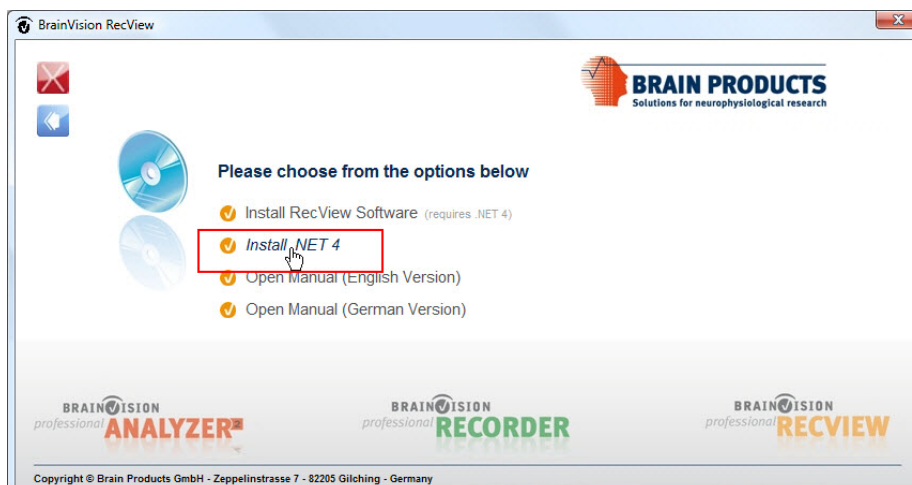 BrainVision RecView
BRAIN PRODUCTS
Solutions for neurophysiological research
Please choose from the options below
Install RecView Software (requires .NET 4)
Install .NET 4
Open Manual (English Version)
Open Manual (German Version)
BRAINVISION
professional ANALYZER 2
BRAINVISION
professional RECORDER
BRAINVISION
professional RECVIEW
Copyright © Brain Products GmbH - Zeppelinstrasse 7 - 82205 Gilching - Germany